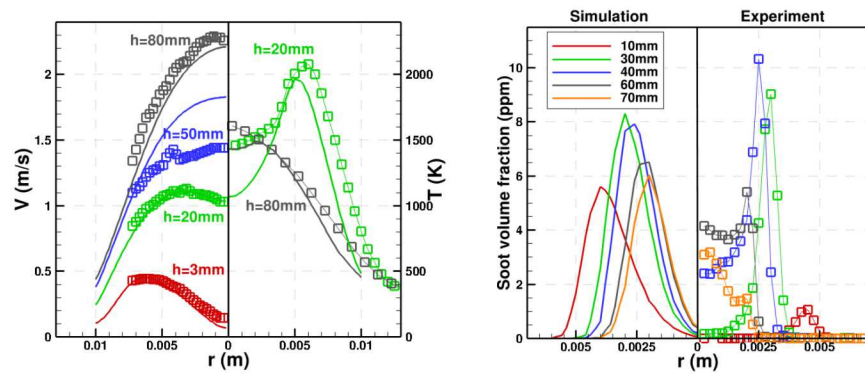 h=80mm
h=20mm
h=50mm
h=20mm
h=80mm
h=3mm
V (m/s)
2
1.5
1
0.5
0
T (K)
2000
1500
1000
500
0
0.01 0.005 0 0.005 0.01
r (m)
Simulation Experiment
10mm
30mm
40mm
60mm
70mm
Soot volume fraction (ppm)
10
8
6
4
2
0
0.005 0.0025 0 0.0025 0.005
r (m)